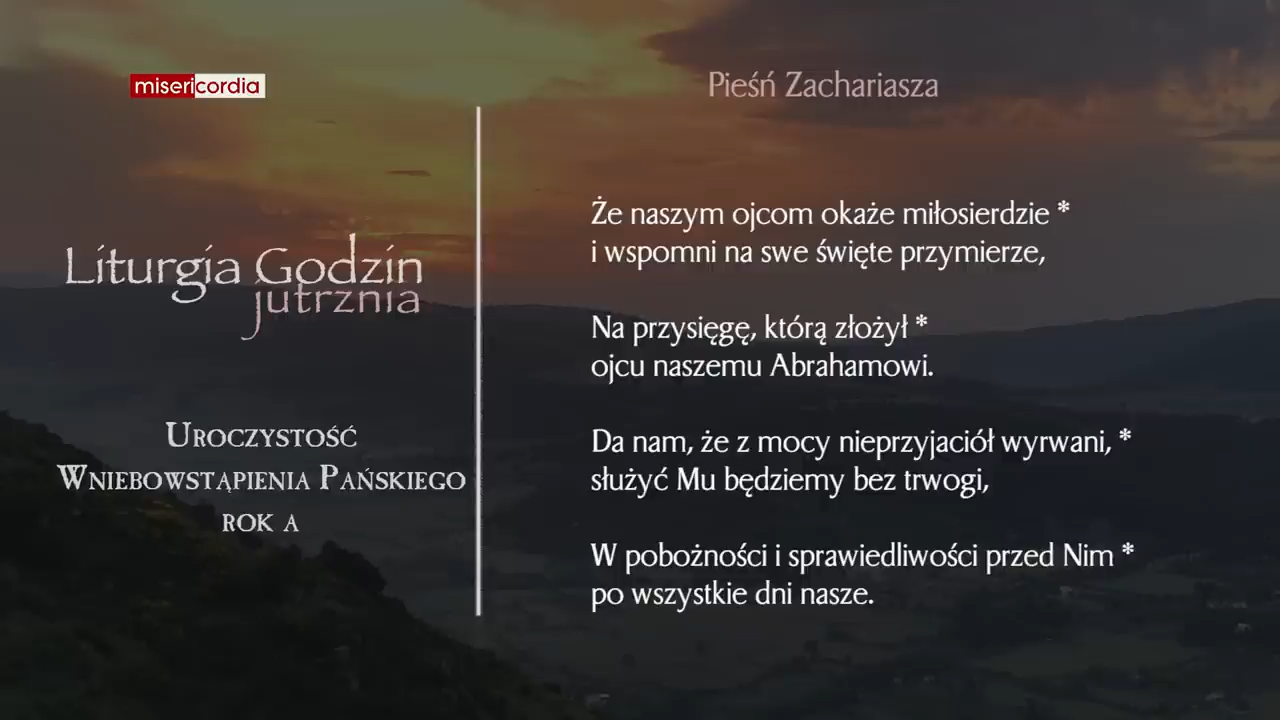 misericordia
Pieśń Zachariasza
Liturgia Godzin
jutrznia
Uroczystość
Wniebowstąpienia Pańskiego
rok A
Że naszym ojcom okaże miłosierdzie *
i wspomni na swe święte przymierze,
Na przysięgę, którą złożył *
ojcu naszemu Abrahamowi.
Da nam, że z mocy nieprzyjaciół wyrwani, *
służyć Mu będziemy bez trwogi,
W pobożności i sprawiedliwości przed Nim *
po wszystkie dni nasze.